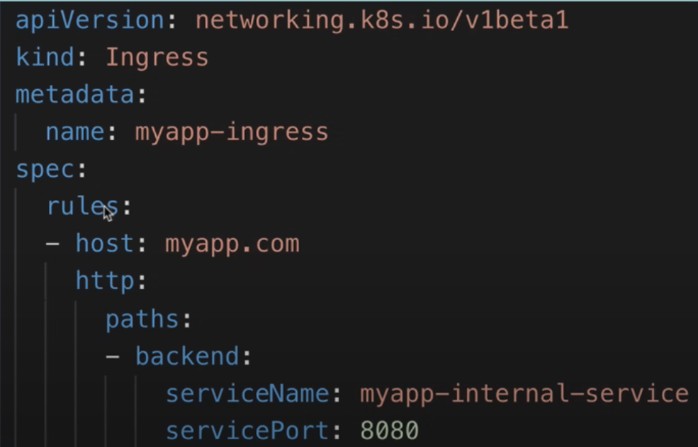 apiVersion: networking.k8s.io/v1beta1
kind: Ingress
metadata:
  name: myapp-ingress
spec:
  rules:
  - host: myapp.com
    http:
      paths:
      - backend:
          serviceName: myapp-internal-service
          servicePort: 8080